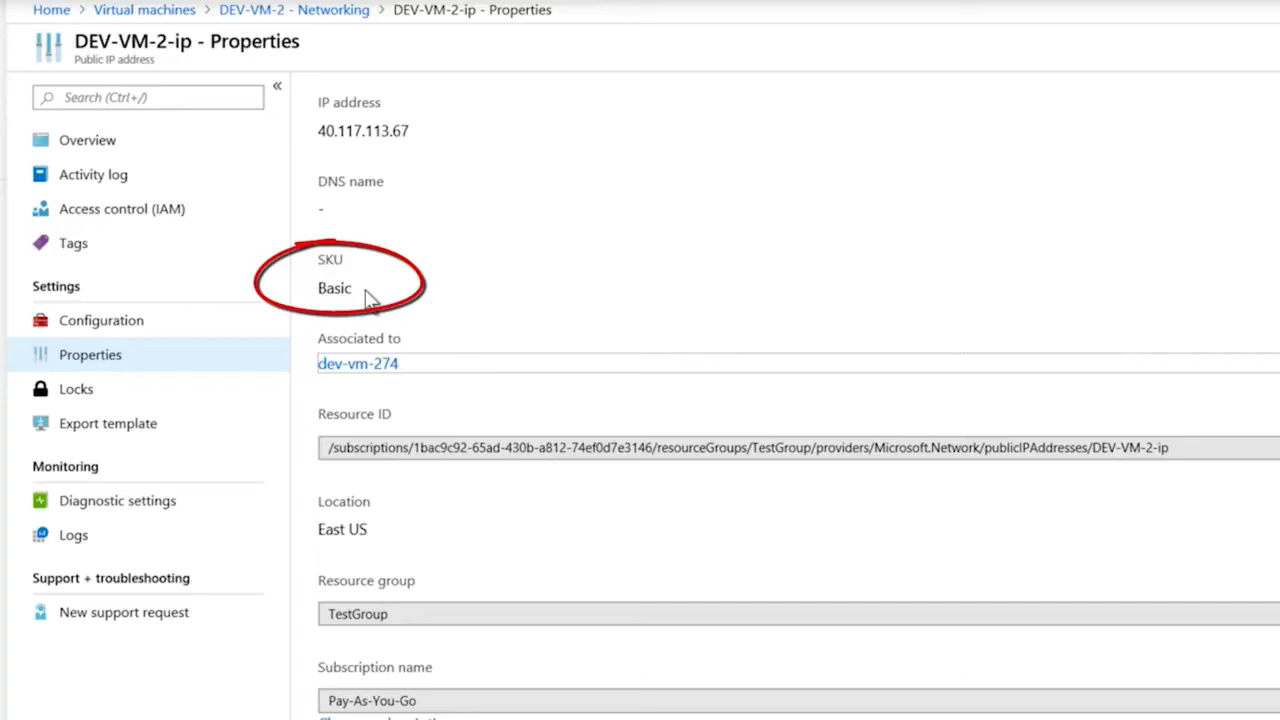 Home > Virtual machines > DEV-VM-2 - Networking > DEV-VM-2-ip - Properties
DEV-VM-2-ip - Properties
Public IP address
Search (Ctrl+/)
«
Overview
Activity log
Access control (IAM)
Tags
Settings
Configuration
Properties
Locks
Export template
Monitoring
Diagnostic settings
Logs
Support + troubleshooting
New support request
IP address
40.117.113.67
DNS name
-
SKU
Basic
Associated to
dev-vm-274
Resource ID
/subscriptions/1bac9c92-65ad-430b-a812-74ef0d7e3146/resourceGroups/TestGroup/providers/Microsoft.Network/publicIPAddresses/DEV-VM-2-ip
Location
East US
Resource group
TestGroup
Subscription name
Pay-As-You-Go